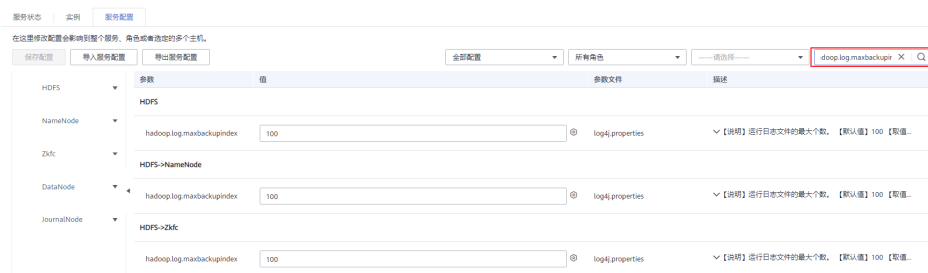 服务状态 实例 服务配置
在这里修改配置会影响到整个服务、角色或者选定的多个主机。
保存配置 导入服务配置 导出服务配置 全部配置 所有角色 ------请选择------ :doop.log.maxbackupir
参数 值 参数文件 描述
HDFS
HDFS
NameNode
hadoop.log.maxbackupindex 100 log4j.properties 【说明】运行日志文件的最大个数。 【默认值】100 【取值...
Zkfc
HDFS->NameNode
DataNode
hadoop.log.maxbackupindex 100 log4j.properties 【说明】运行日志文件的最大个数。 【默认值】100 【取值...
JournalNode
HDFS->Zkfc
hadoop.log.maxbackupindex 100 log4j.properties 【说明】运行日志文件的最大个数。 【默认值】100 【取值...